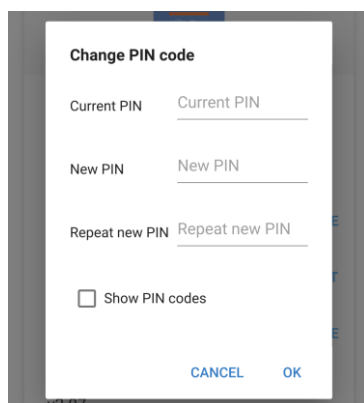 Change PIN code
Current PIN Current PIN
New PIN New PIN
Repeat new PIN Repeat new PIN
Show PIN codes
CANCEL OK